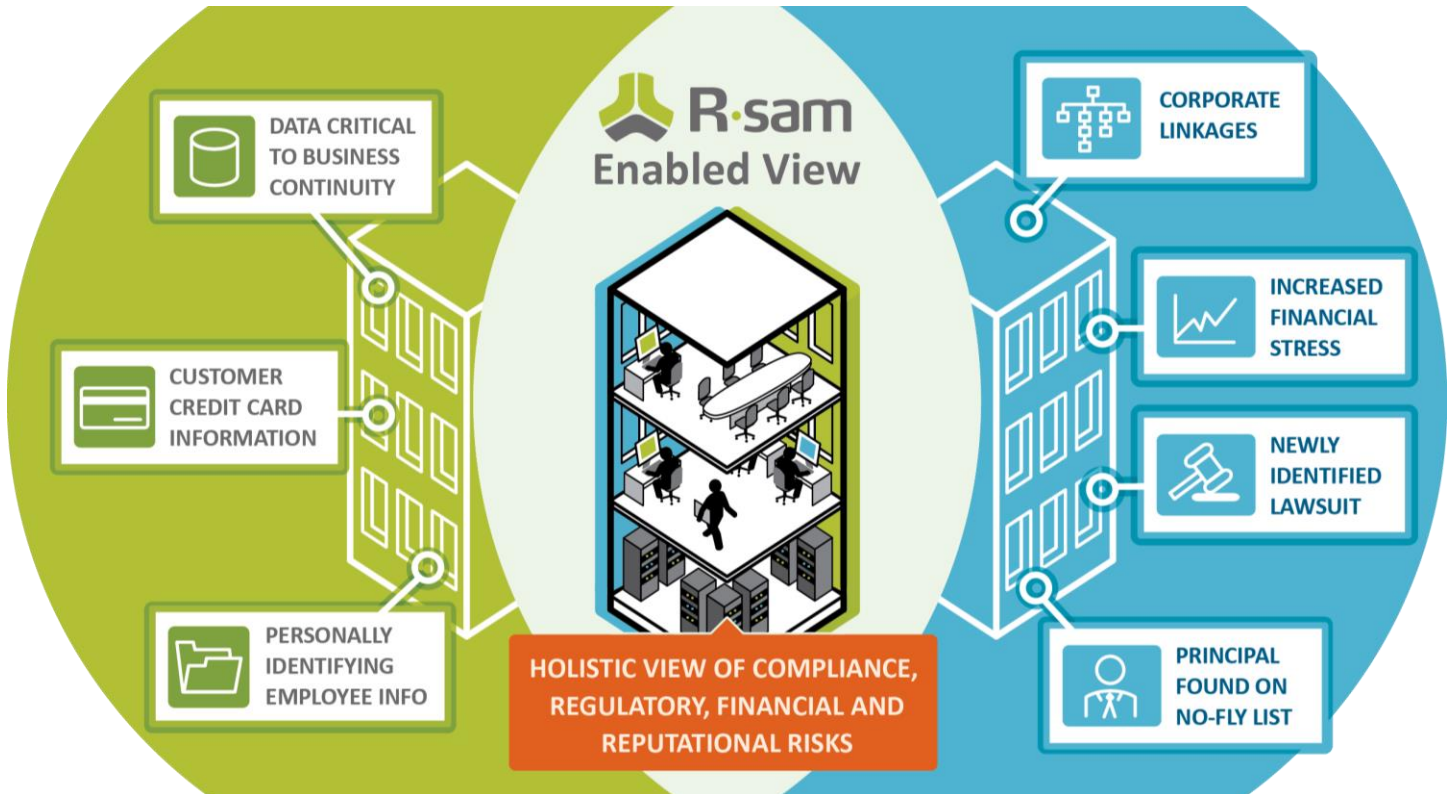 DATA CRITICAL
TO BUSINESS
CONTINUITY
CUSTOMER
CREDIT CARD
INFORMATION
PERSONALLY
IDENTIFYING
EMPLOYEE INFO
R·sam
Enabled View
HOLISTIC VIEW OF COMPLIANCE,
REGULATORY, FINANCIAL AND
REPUTATIONAL RISKS
CORPORATE
LINKAGES
INCREASED
FINANCIAL
STRESS
NEWLY
IDENTIFIED
LAWSUIT
PRINCIPAL
FOUND ON
NO-FLY LIST